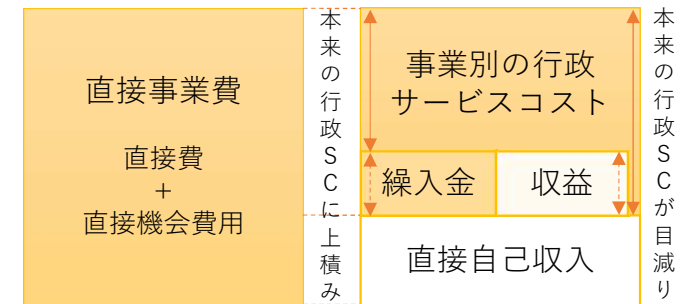 直接事業費
直接費
+
直接機会費用
本来の行政SCに上積み
事業別の行政
サービスコスト
繰入金
収益
直接自己収入
本来の行政SCが目減り